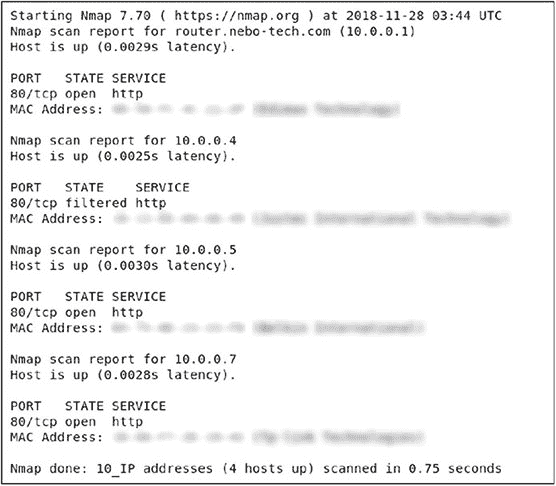 Starting Nmap 7.70 ( https://nmap.org ) at 2018-11-28 03:44 UTC
Nmap scan report for router.nebo-tech.com (10.0.0.1)
Host is up (0.0029s latency).
PORT   STATE SERVICE
80/tcp open  http
MAC Address:
Nmap scan report for 10.0.0.4
Host is up (0.0025s latency).
PORT   STATE    SERVICE
80/tcp filtered http
MAC Address:
Nmap scan report for 10.0.0.5
Host is up (0.0030s latency).
PORT   STATE SERVICE
80/tcp open  http
MAC Address:
Nmap scan report for 10.0.0.7
Host is up (0.0028s latency).
PORT   STATE SERVICE
80/tcp open  http
MAC Address:
Nmap done: 10_IP addresses (4 hosts up) scanned in 0.75 seconds